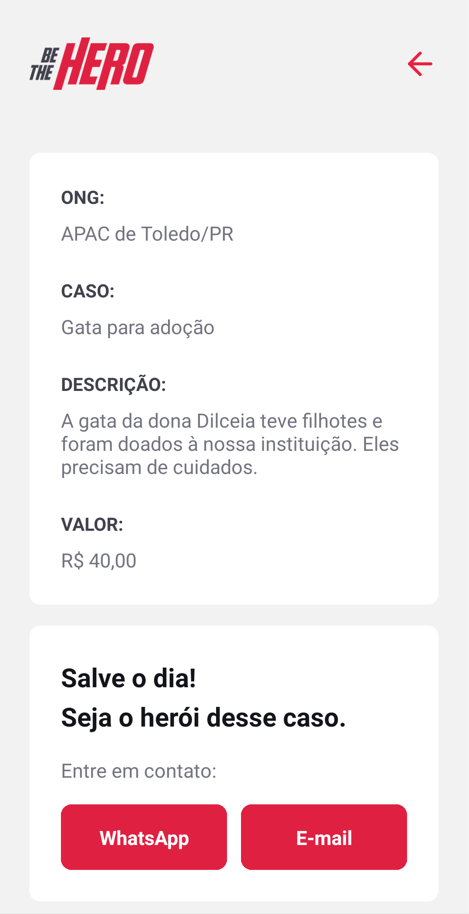 BE
THE HERO
ONG:
APAC de Toledo/PR
CASO:
Gata para adoção
DESCRIÇÃO:
A gata da dona Dilceia teve filhotes e
foram doados à nossa instituição. Eles
precisam de cuidados.
VALOR:
R$ 40,00
Salve o dia!
Seja o herói desse caso.
Entre em contato:
WhatsApp E-mail